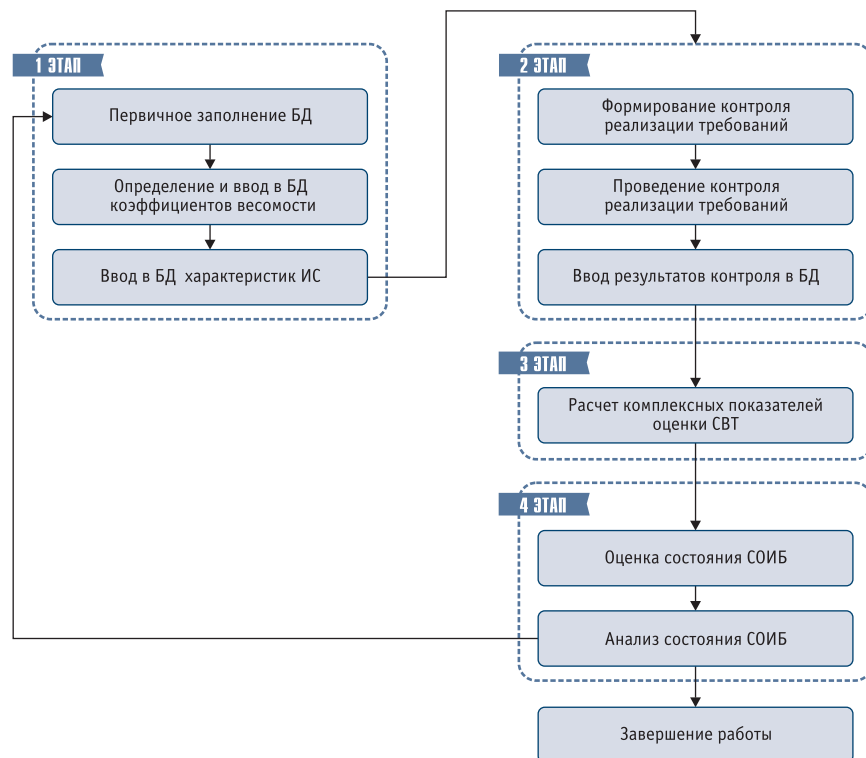 1 ЭТАП
Первичное заполнение БД
Определение и ввод в БД
коэффициентов весомости
Ввод в БД характеристик ИС
2 ЭТАП
Формирование контроля
реализации требований
Проведение контроля
реализации требований
Ввод результатов контроля в БД
3 ЭТАП
Расчет комплексных показателей
оценки СВТ
4 ЭТАП
Оценка состояния СОИБ
Анализ состояния СОИБ
Завершение работы